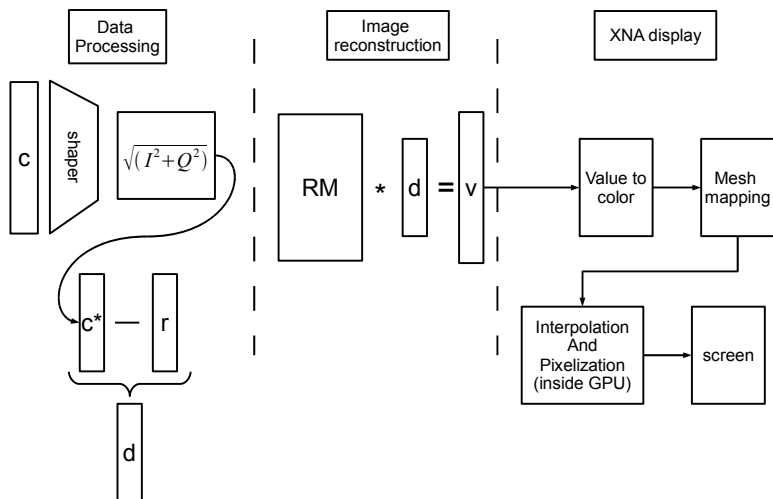 Data
Processing
Image
reconstruction
XNA display
c
shaper
√(I²+Q²)
RM
*
d
=
v
Value to
color
Mesh
mapping
c*
—
r
d
Interpolation
And
Pixelization
(inside GPU)
screen